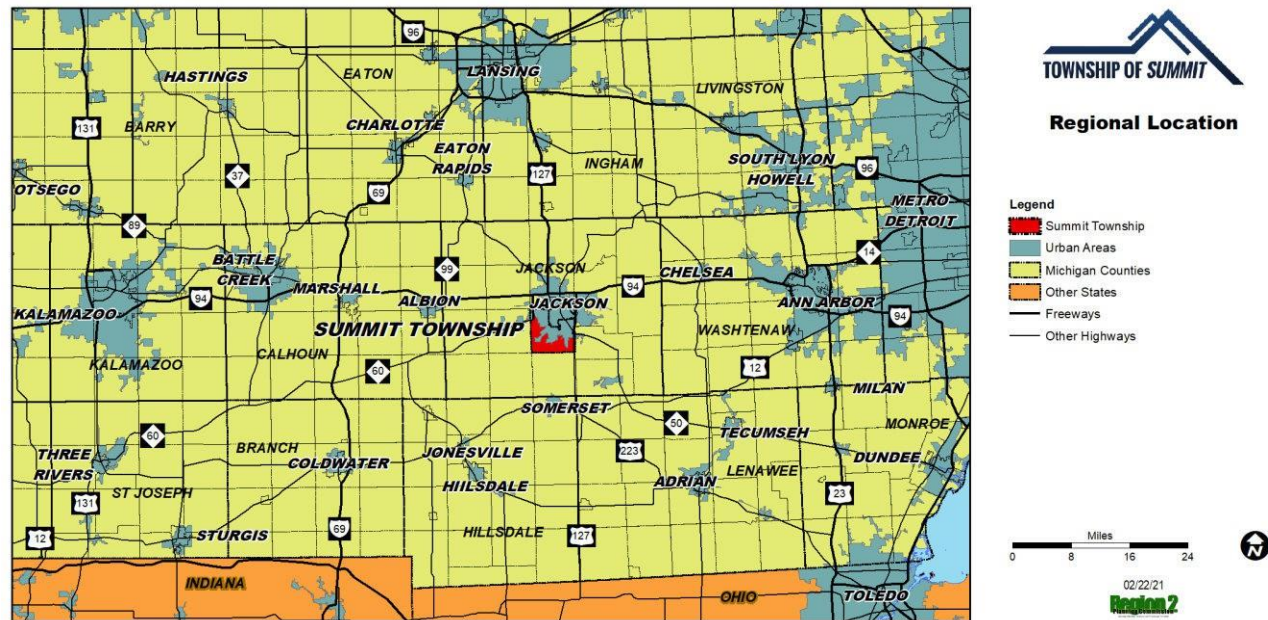 TOWNSHIP OF SUMMIT
Regional Location
Legend
Summit Township
Urban Areas
Michigan Counties
Other States
Freeways
Other Highways
Miles
0 8 16 24
N
02/22/21
Region 2
96
HASTINGS
EATON
LANSING
LIVINGSTON
131
BARRY
CHARLOTTE
EATON
RAPIDS
INGHAM
SOUTH LYON
HOWELL
96
37
69
127
OTSEGO
METRO
DETROIT
89
14
BATTLE
CREEK
99
JACKSON
CHELSEA
94
MARSHALL
ALBION
JACKSON
94
ANN ARBOR
94
KALAMAZOO
SUMMIT TOWNSHIP
WASHTENAW
KALAMAZOO
CALHOUN
60
12
MILAN
SOMERSET
60
50
MONROE
BRANCH
JONESVILLE
TECUMSEH
THREE
RIVERS
COLDWATER
223
DUNDEE
HIILSDALE
ADRIAN
LENAWEE
ST JOSEPH
131
23
12
STURGIS
69
HILLSDALE
127
INDIANA
OHIO
TOLEDO